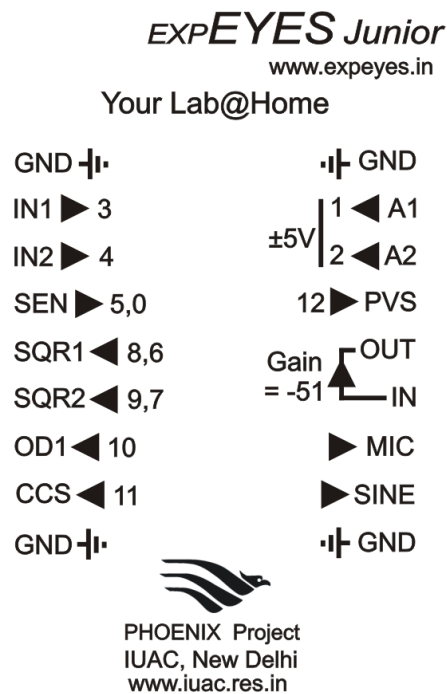 EXPEYES Junior
www.expeyes.in
Your Lab@Home
GND GND
IN1 3 1 A1
±5V
IN2 4 2 A2
SEN 5,0 12 PVS
SQR1 8,6 OUT
Gain
= -51
SQR2 9,7 IN
OD1 10 MIC
CCS 11 SINE
GND GND
PHOENIX Project
IUAC, New Delhi
www.iuac.res.in